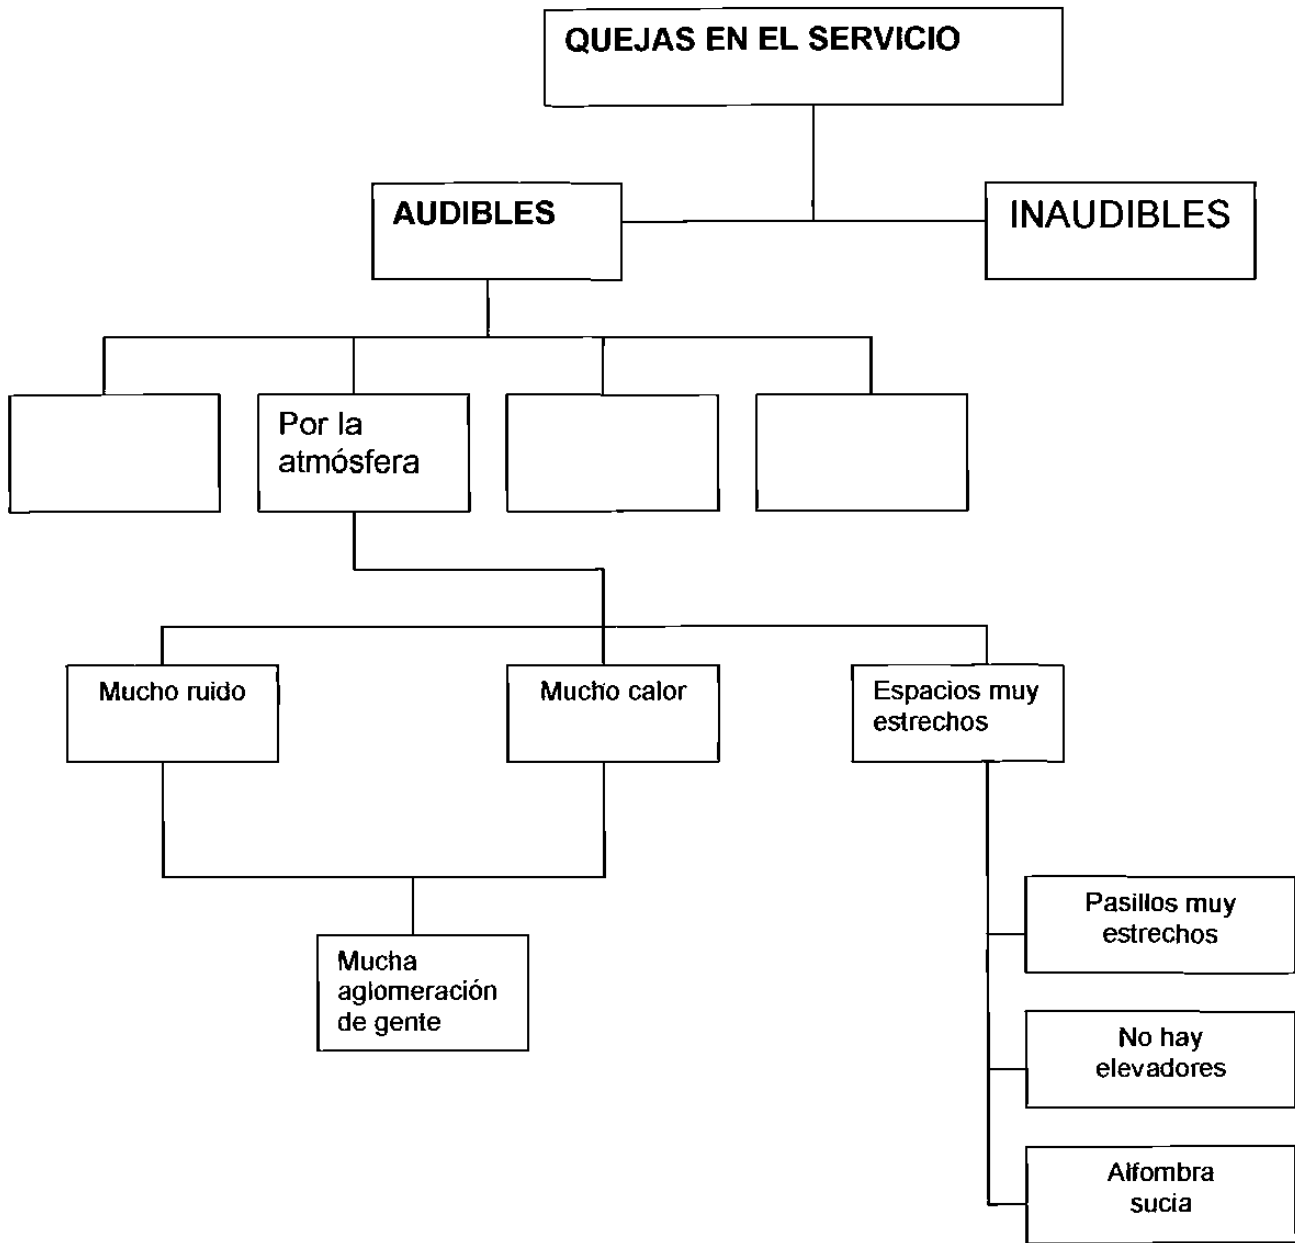 QUEJAS EN EL SERVICIO
AUDIBLES
INAUDIBLES
Por la
atmósfera
Mucho ruido
Mucho calor
Espacios muy
estrechos
Pasillos muy
estrechos
Mucha
aglomeración
de gente
No hay
elevadores
Alfombra
sucia